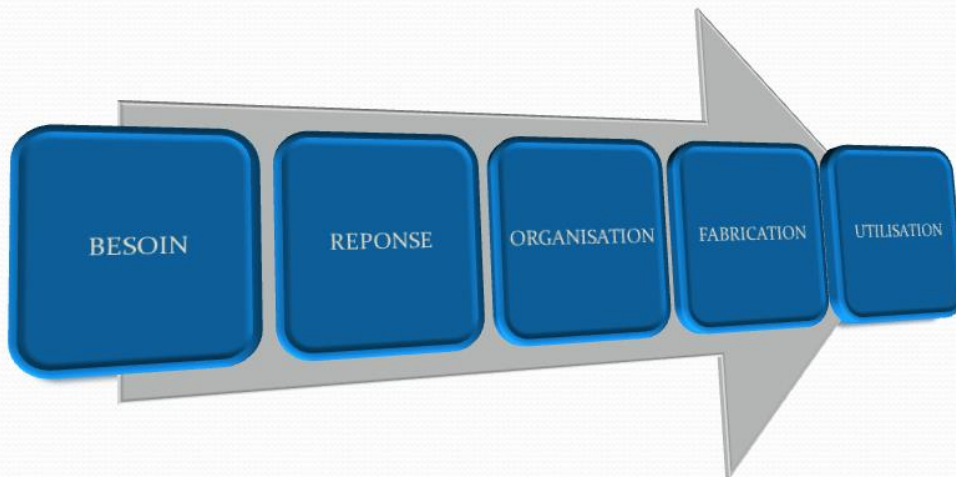 BESOIN
REPONSE
ORGANISATION
FABRICATION
UTILISATION